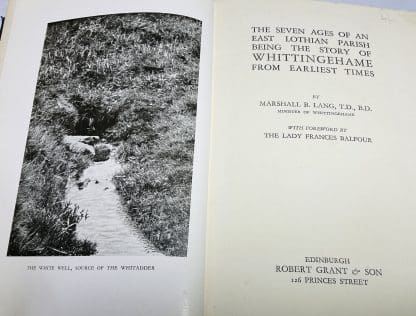 THE WHITE WELL, SOURCE OF THE WHITADDER
THE SEVEN AGES OF AN
EAST LOTHIAN PARISH
BEING THE STORY OF
WHITTINGEHAME
FROM EARLIEST TIMES
BY
MARSHALL B. LANG, T.D., B.D.
MINISTER OF WHITTINGEHAME
WITH FOREWORD BY
THE LADY FRANCES BALFOUR
EDINBURGH
ROBERT GRANT & SON
126 PRINCES STREET